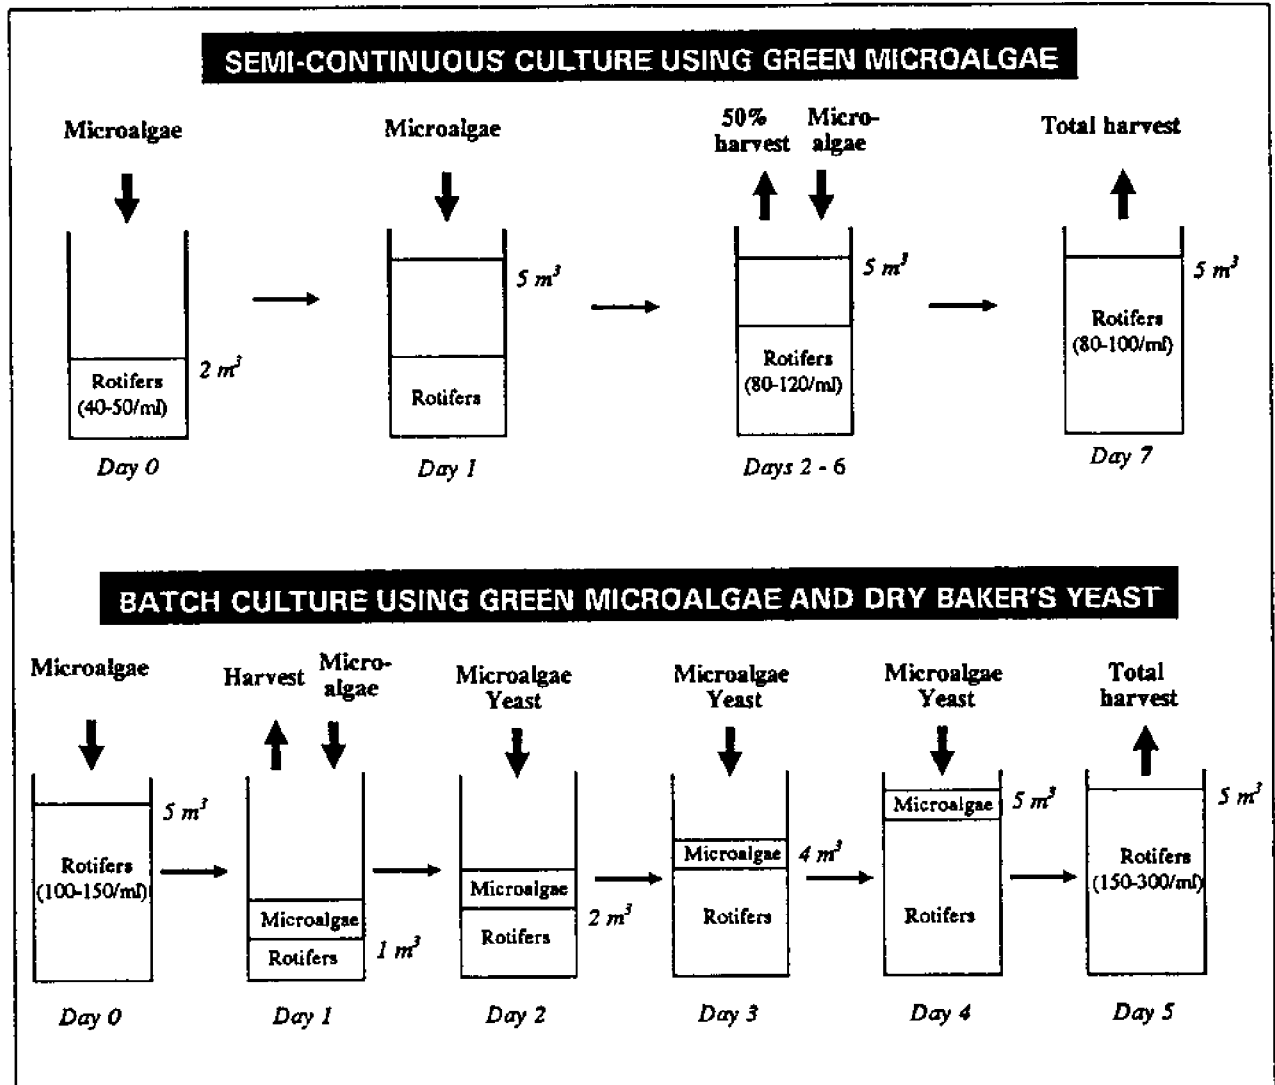 SEMI-CONTINUOUS CULTURE USING GREEN MICROALGAE
Microalgae
Microalgae
50%
harvest
Micro-
algae
Total harvest
5 m³
5 m³
5 m³
Rotifers
(40-50/ml)
2 m³
Rotifers
Rotifers
(80-120/ml)
Rotifers
(80-100/ml)
Day 0
Day 1
Days 2 - 6
Day 7
BATCH CULTURE USING GREEN MICROALGAE AND DRY BAKER'S YEAST
Microalgae
Harvest
Micro-
algae
Microalgae
Yeast
Microalgae
Yeast
Microalgae
Yeast
Total
harvest
5 m³
Rotifers
(100-150/ml)
Microalgae
Rotifers
1 m³
Microalgae
Rotifers
2 m³
Microalgae
4 m³
Rotifers
Microalgae
5 m³
Rotifers
5 m³
Rotifers
(150-300/ml)
Day 0
Day 1
Day 2
Day 3
Day 4
Day 5